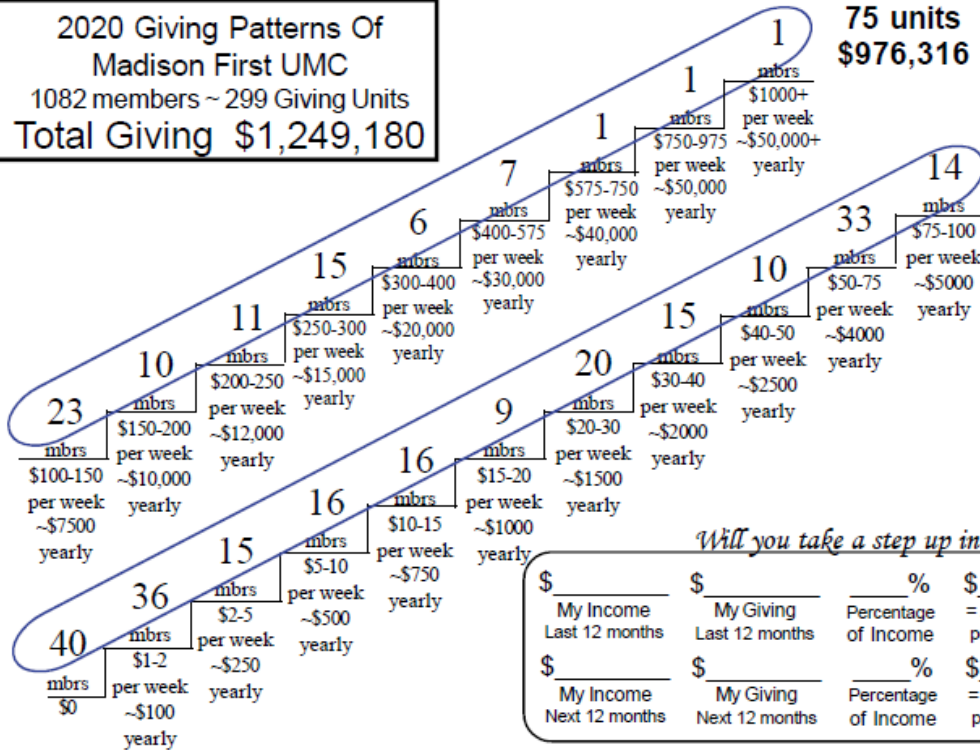 2020 Giving Patterns Of
Madison First UMC
1082 members ~ 299 Giving Units
Total Giving $1,249,180
75 units
$976,316
23
mbrs
$100-150
per week
~$7500
yearly
10
mbrs
$150-200
per week
~$10,000
yearly
11
mbrs
$200-250
per week
~$12,000
yearly
15
mbrs
$250-300
per week
~$15,000
yearly
6
mbrs
$300-400
per week
~$20,000
yearly
7
mbrs
$400-575
per week
~$30,000
yearly
1
mbrs
$575-750
per week
~$40,000
yearly
1
mbrs
$750-975
per week
~$50,000
yearly
1
mbrs
$1000+
per week
~$50,000+
yearly
40
mbrs
$0
36
mbrs
$1-2
per week
~$100
yearly
15
mbrs
$2-5
per week
~$250
yearly
16
mbrs
$5-10
per week
~$500
yearly
16
mbrs
$10-15
per week
~$750
yearly
9
mbrs
$15-20
per week
~$1000
yearly
20
mbrs
$20-30
per week
~$1500
yearly
15
mbrs
$30-40
per week
~$2000
yearly
10
mbrs
$40-50
per week
~$2500
yearly
33
mbrs
$50-75
per week
~$4000
yearly
14
mbrs
$75-100
per week
~$5000
yearly
Will you take a step up in
$_______ $_______ ____% $
My Income My Giving Percentage =
Last 12 months Last 12 months of Income p
$_______ $_______ ____% $
My Income My Giving Percentage =
Next 12 months Next 12 months of Income p